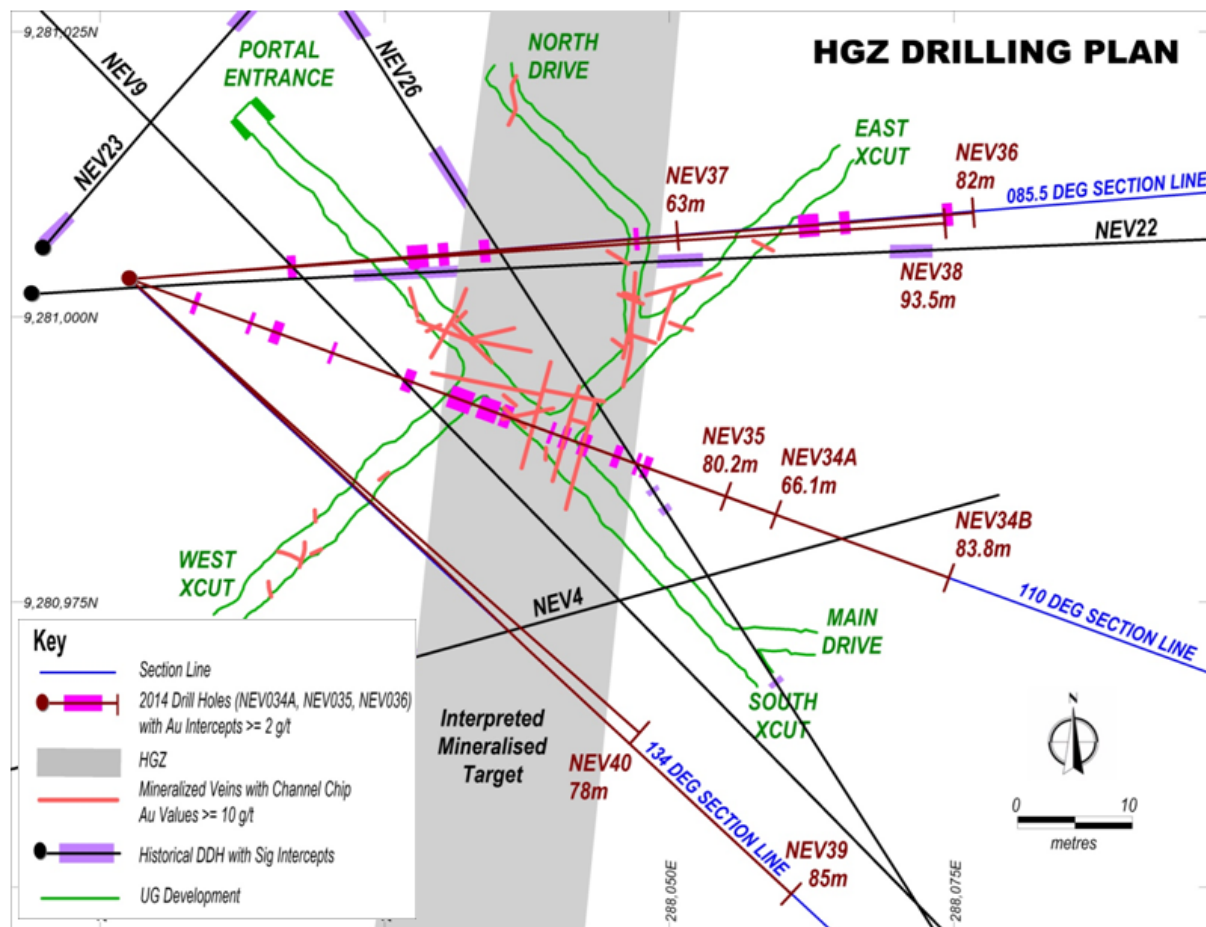 9,281,025N
HGZ DRILLING PLAN
PORTAL
ENTRANCE
NORTH
DRIVE
NEV9
NEV26
NEV23
EAST
XCUT
NEV37
63m
NEV36
82m
085.5 DEG SECTION LINE
NEV22
NEV38
93.5m
9,281,000N
NEV35
80.2m
NEV34A
66.1m
NEV34B
83.8m
110 DEG SECTION LINE
WEST
XCUT
9,280,975N
NEV4
MAIN
DRIVE
SOUTH
XCUT
Interpreted
Mineralised
Target
NEV40
78m
134 DEG SECTION LINE
NEV39
85m
288,050E
288,075E
N
0 10
metres
Key
Section Line
2014 Drill Holes (NEV034A, NEV035, NEV036)
with Au Intercepts >= 2 g/t
HGZ
Mineralized Veins with Channel Chip
Au Values >= 10 g/t
Historical DDH with Sig Intercepts
UG Development